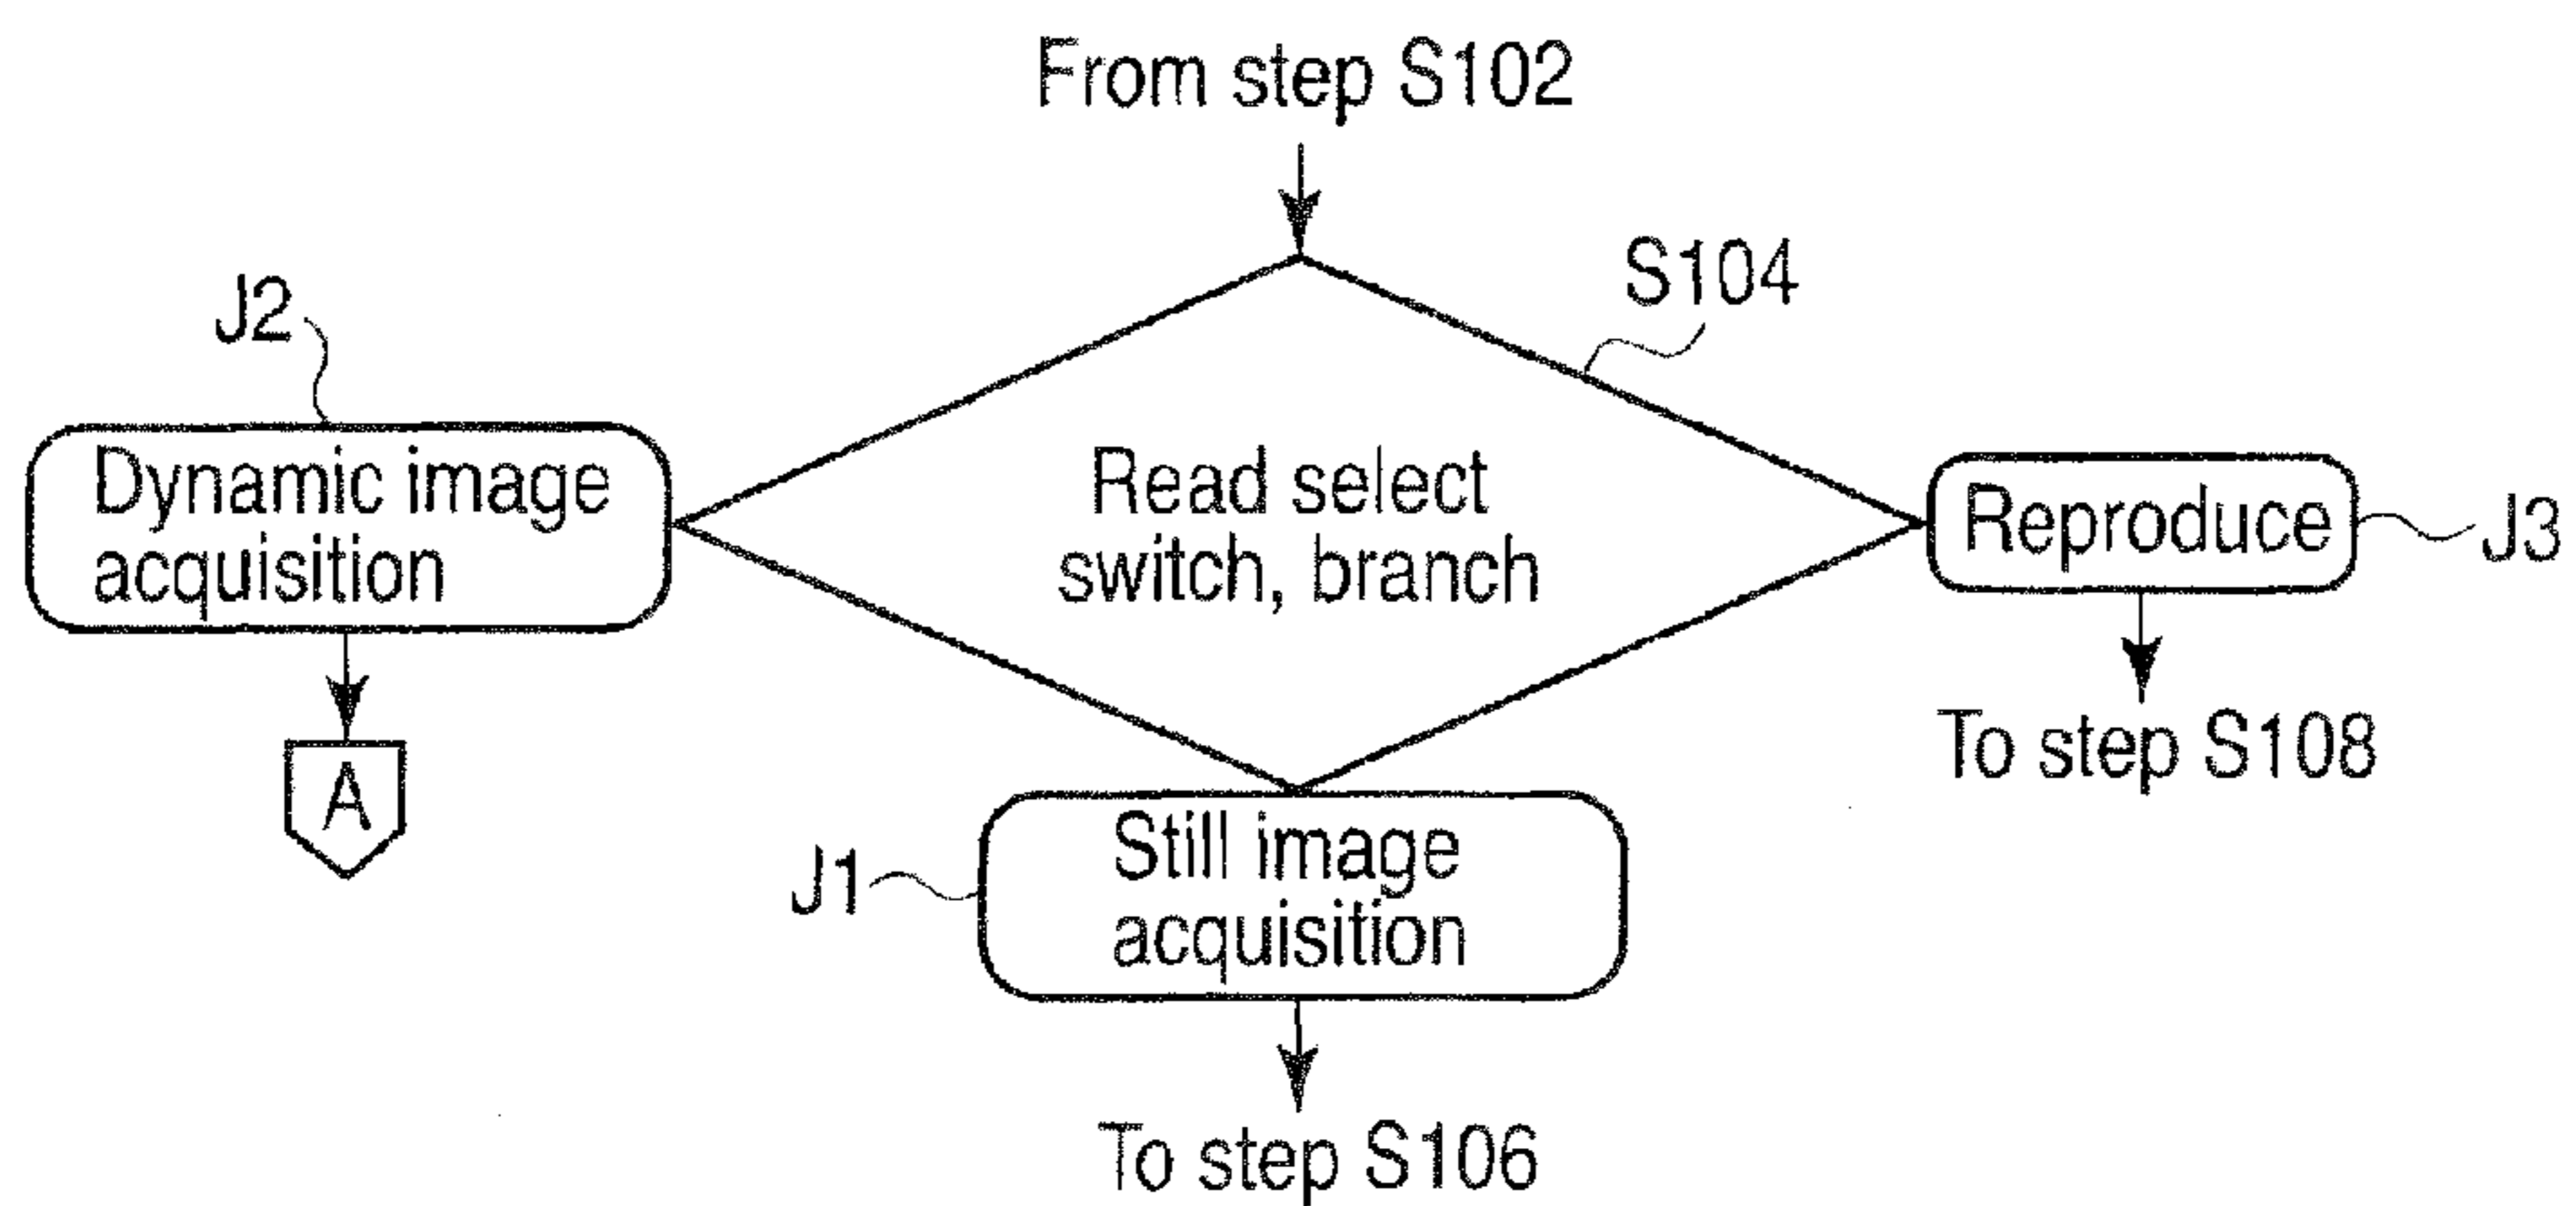 From step S102
S104
J2
Dynamic image
acquisition
Read select
switch, branch
Reproduce
J3
A
To step S108
J1
Still image
acquisition
To step S106